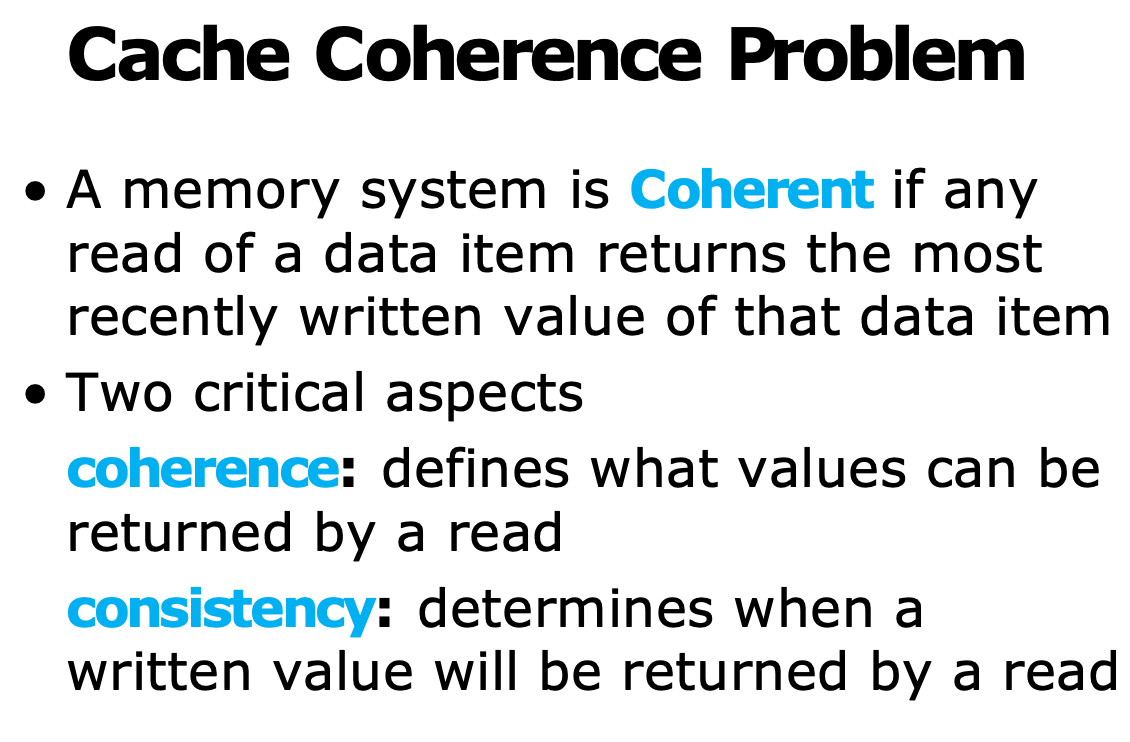 Cache Coherence Problem
• A memory system is Coherent if any
read of a data item returns the most
recently written value of that data item
• Two critical aspects
coherence: defines what values can be
returned by a read
consistency: determines when a
written value will be returned by a read